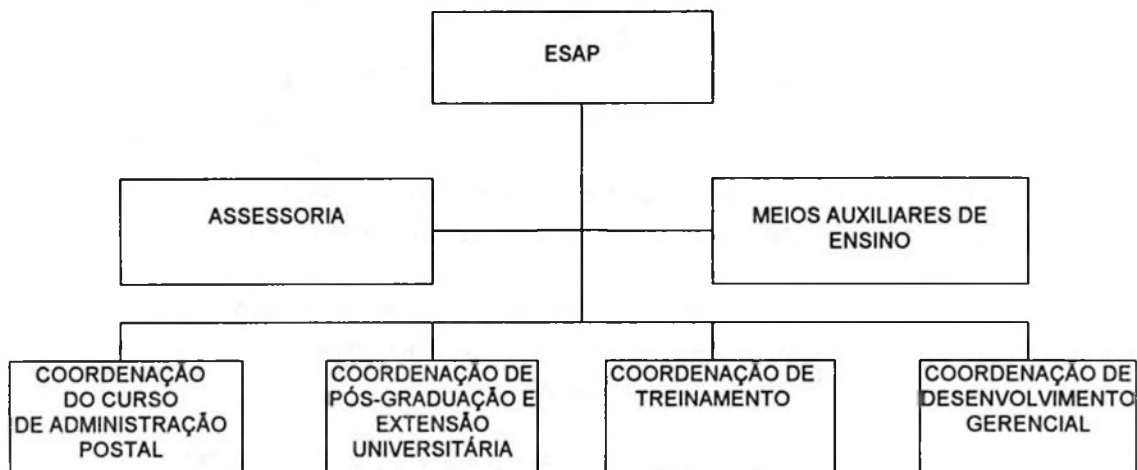 ESAP
ASSESSORIA
MEIOS AUXILIARES DE
ENSINO
COORDENAÇÃO
DO CURSO
DE ADMINISTRAÇÃO
POSTAL
COORDENAÇÃO DE
PÓS-GRADUAÇÃO E
EXTENSÃO
UNIVERSITÁRIA
COORDENAÇÃO DE
TREINAMENTO
COORDENAÇÃO DE
DESENVOLVIMENTO
GERENCIAL